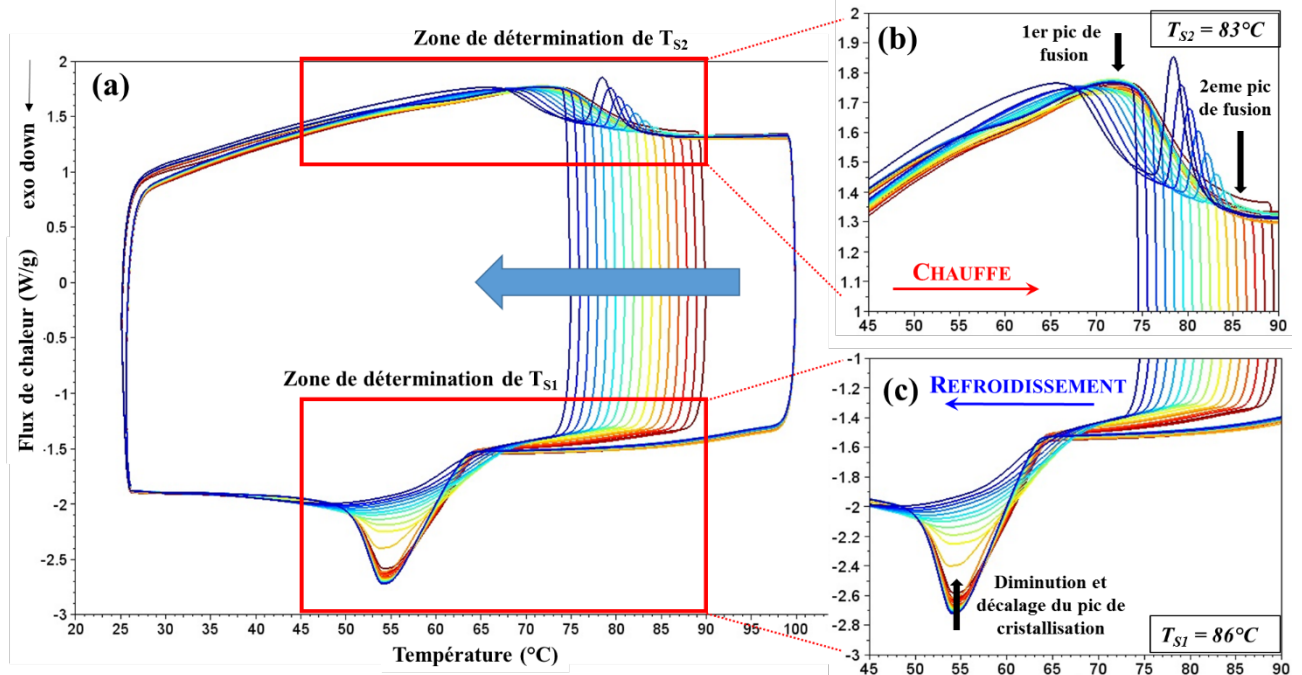 (a)
Zone de détermination de TS2
Zone de détermination de TS1
exo down
Flux de chaleur (W/g)
2
1.5
1
0.5
0
-0.5
-1
-1.5
-2
-2.5
-3
20 25 30 35 40 45 50 55 60 65 70 75 80 85 90 95 100
Température (°C)
(b)
1er pic de
fusion
TS2 = 83°C
2eme pic
de fusion
CHAUFFE
2
1.9
1.8
1.7
1.6
1.5
1.4
1.3
1.2
1.1
1
45 50 55 60 65 70 75 80 85 90
(c)
REFROIDISSEMENT
Diminution et
décalage du pic de
cristallisation
TS1 = 86°C
-1
-1.2
-1.4
-1.6
-1.8
-2
-2.2
-2.4
-2.6
-2.8
-3
45 50 55 60 65 70 75 80 85 90